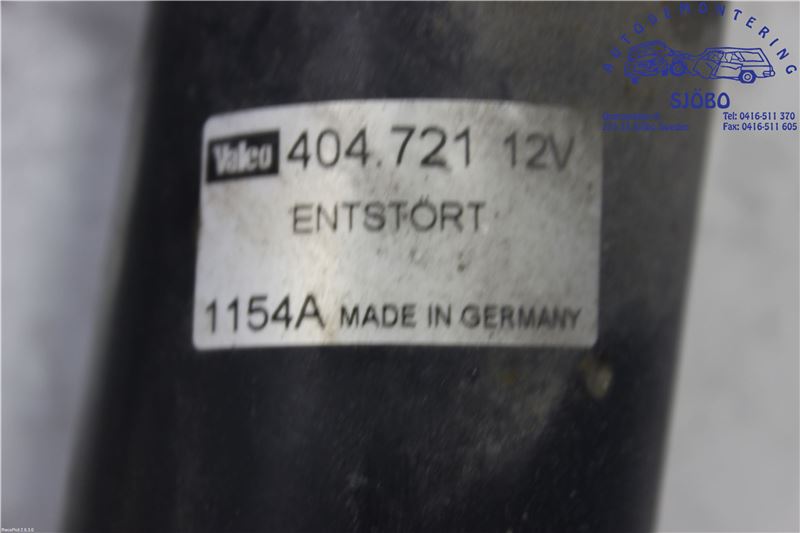 AUTODEMONTERING
SJÖBO
Tel: 0416-511 370
Fax: 0416-511 605
Valeo 404.721 12V
ENTSTÖRT
1154A MADE IN GERMANY